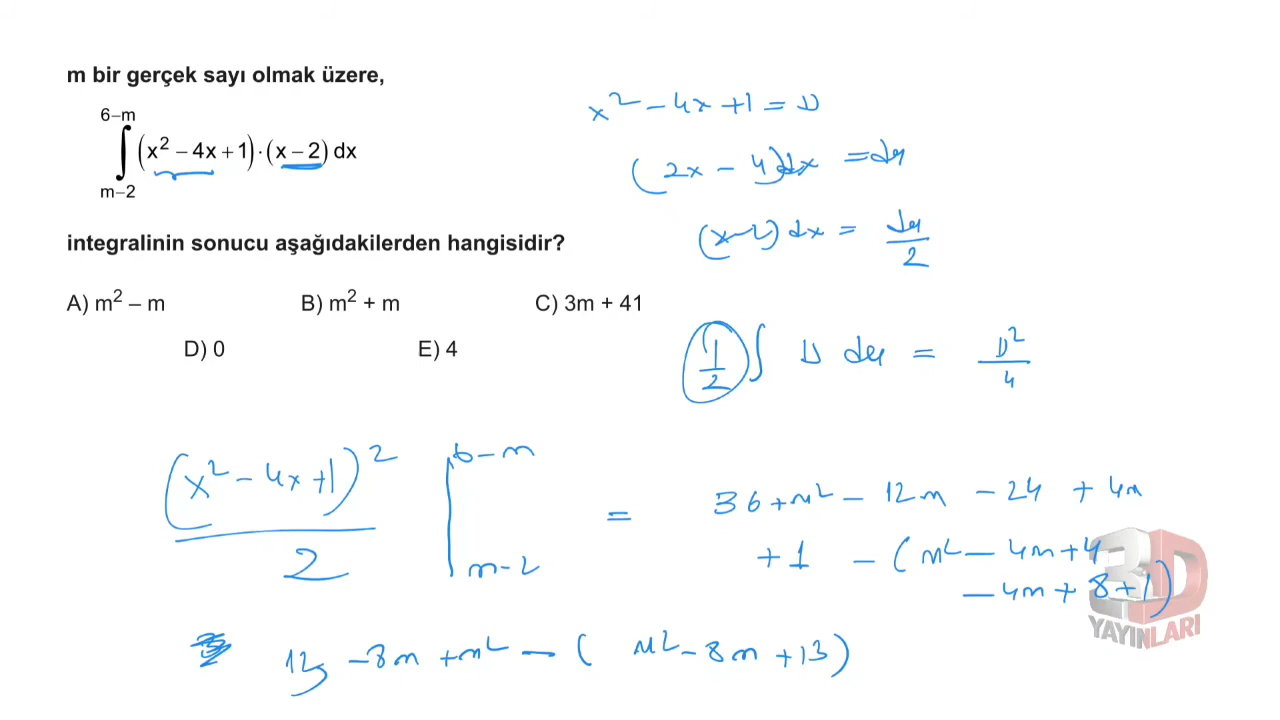 m bir gerçek sayı olmak üzere,
6–m
∫ (x² – 4x + 1) · (x – 2) dx
m–2
integralinin sonucu aşağıdakilerden hangisidir?
A) m² – m B) m² + m C) 3m + 41
D) 0 E) 4
x² – 4x + 1 = u
(2x – 4)dx = du
(x–2) dx = du/2
1/2 ∫ u du = u²/4
(x² – 4x + 1)²/2 | 6–m
m–2
= 36 + m² – 12m – 24 + 4m
+ 1 – (m² – 4m + 4
– 4m + 8 + 1)
13 – 8m + m² – ( m² – 8m + 13)
3D
YAYINLARI